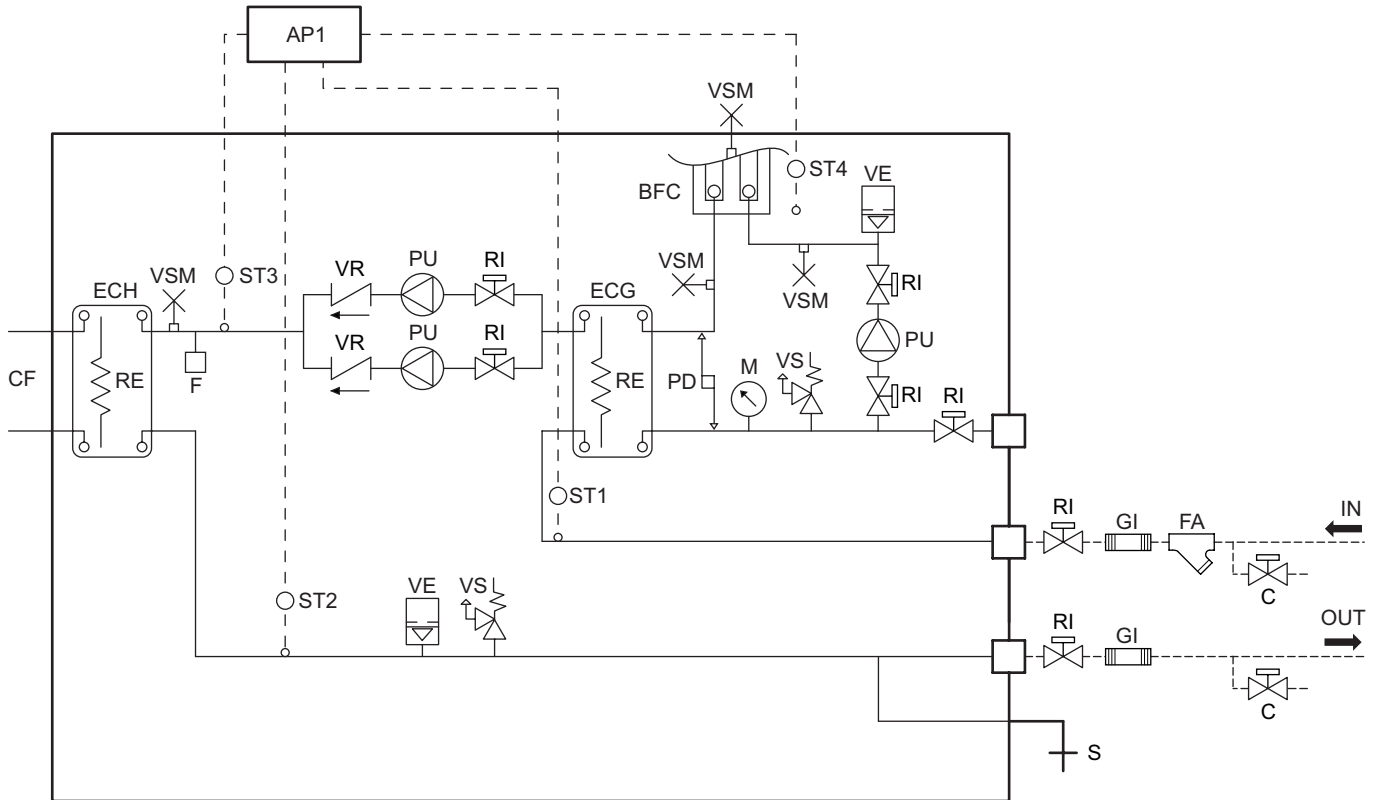 AP1
VSM
ST4
VE
BFC
ST3
VSM
VR
PU
RI
VSM
VSM
RI
ECH
ECG
PU
VR
PU
RI
CF
RE
F
RE
PD
M
VS
RI
RI
ST1
RI
GI
FA
IN
C
ST2
VE
VS
RI
GI
OUT
C
S